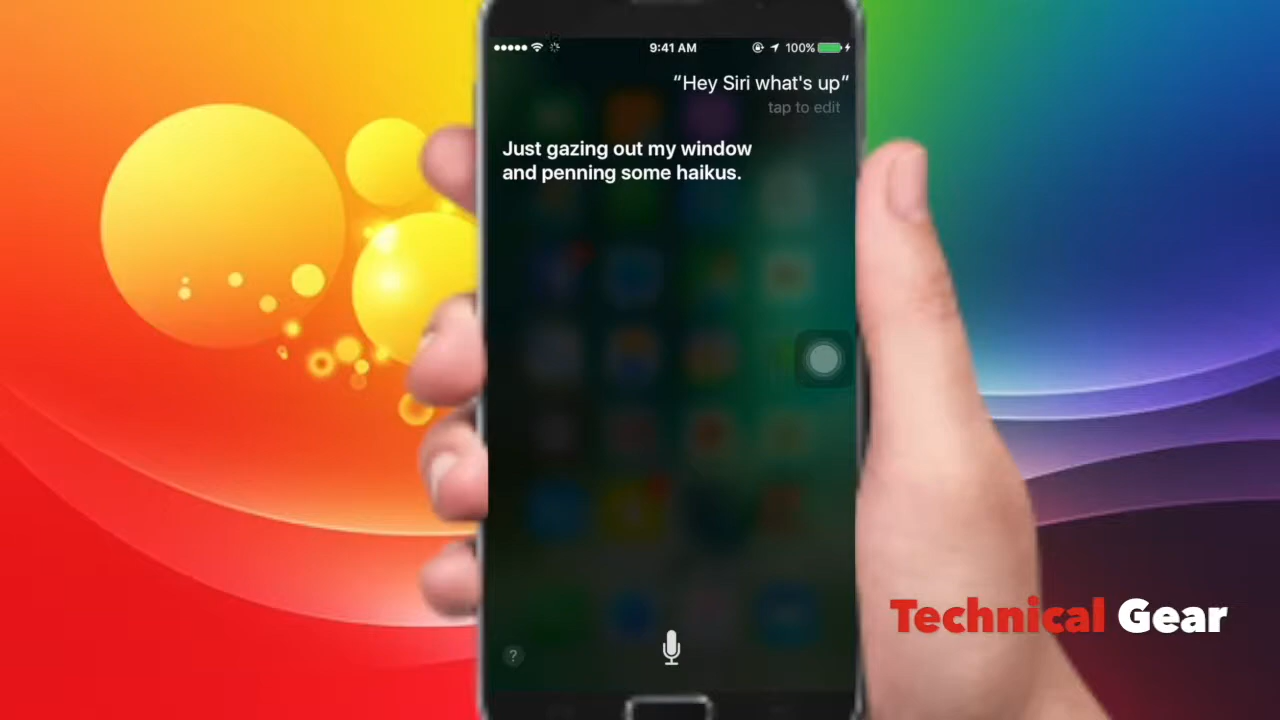 9:41 AM
100%
“Hey Siri what's up”
tap to edit
Just gazing out my window
and penning some haikus.
?
Technical Gear